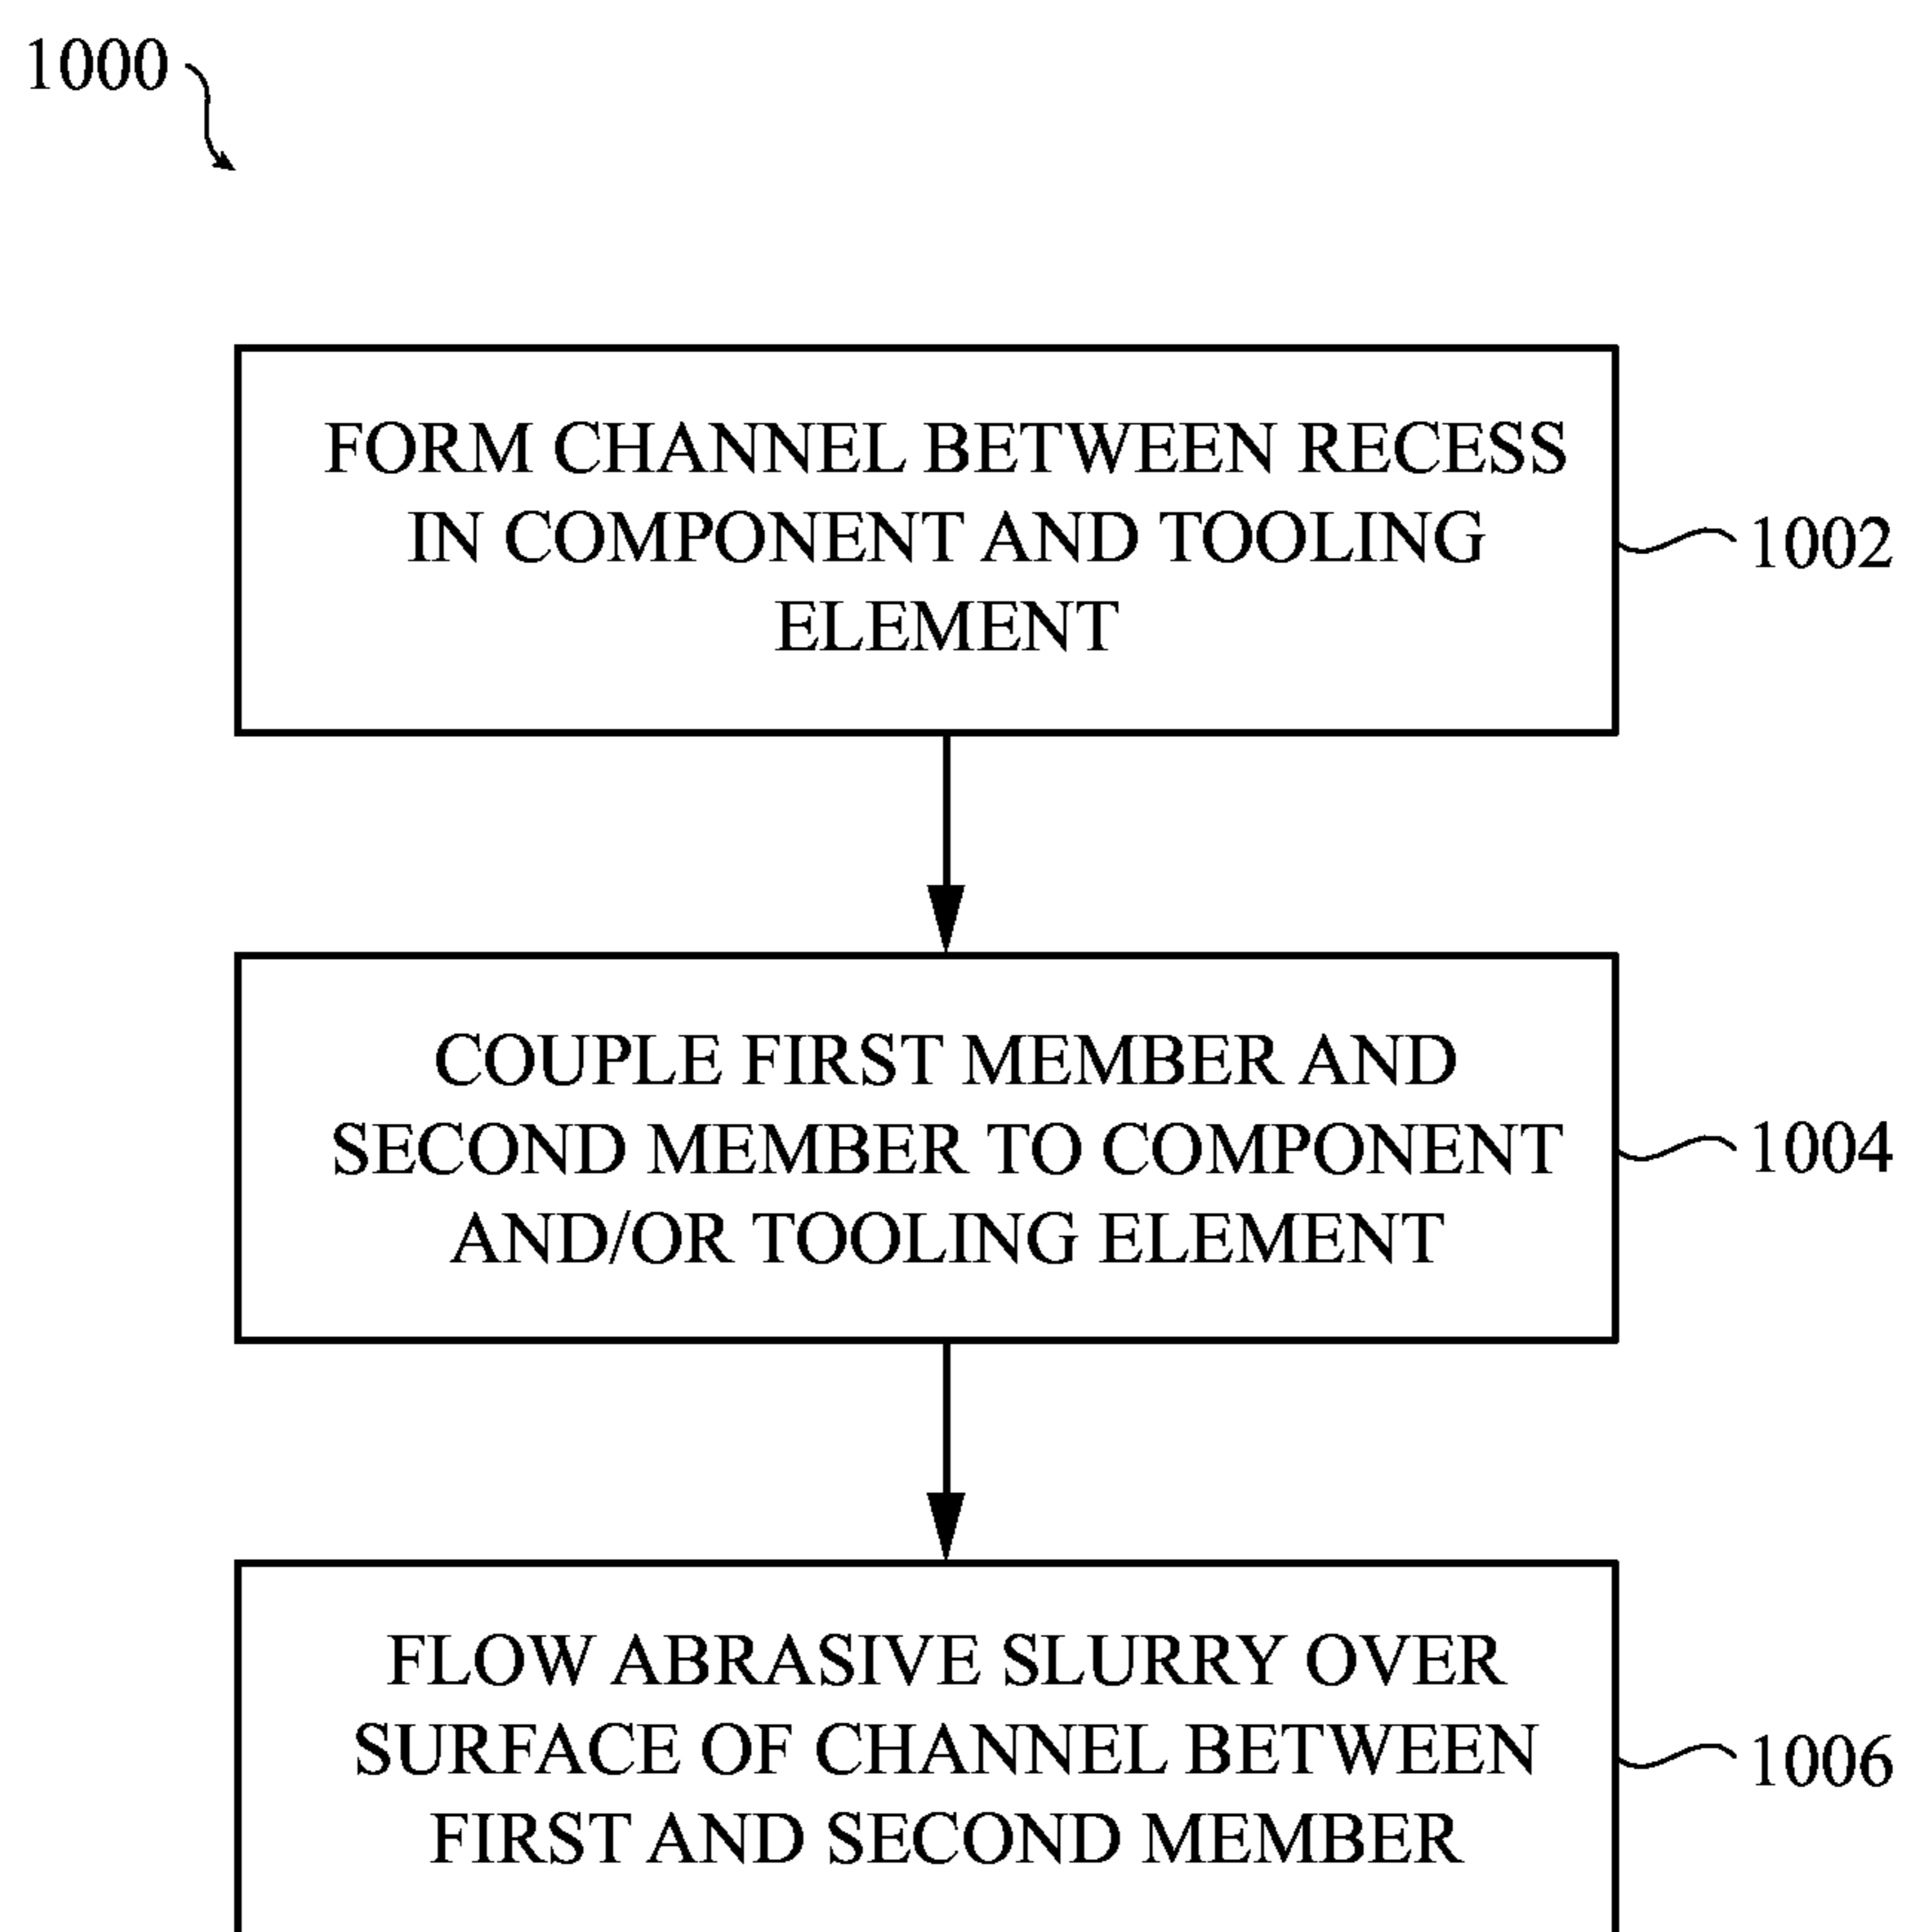 1000
FORM CHANNEL BETWEEN RECESS
IN COMPONENT AND TOOLING
ELEMENT
1002
COUPLE FIRST MEMBER AND
SECOND MEMBER TO COMPONENT
AND/OR TOOLING ELEMENT
1004
FLOW ABRASIVE SLURRY OVER
SURFACE OF CHANNEL BETWEEN
FIRST AND SECOND MEMBER
1006